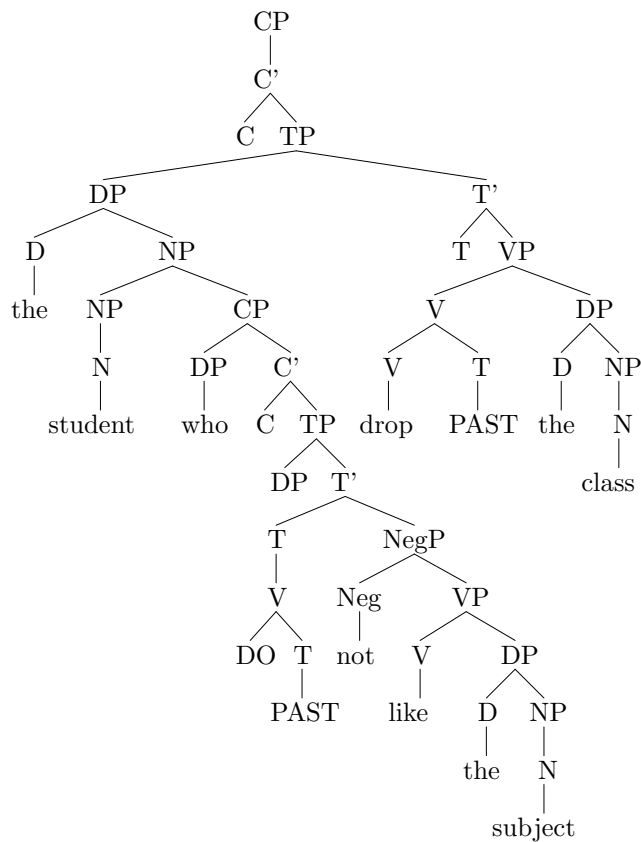 CP
C'
C TP
DP T'
D NP T VP
the NP CP V DP
N DP C' V T D NP
student who C TP drop PAST the N
DP T' class
T NegP
V Neg VP
DO T not V DP
PAST like D NP
the N
subject